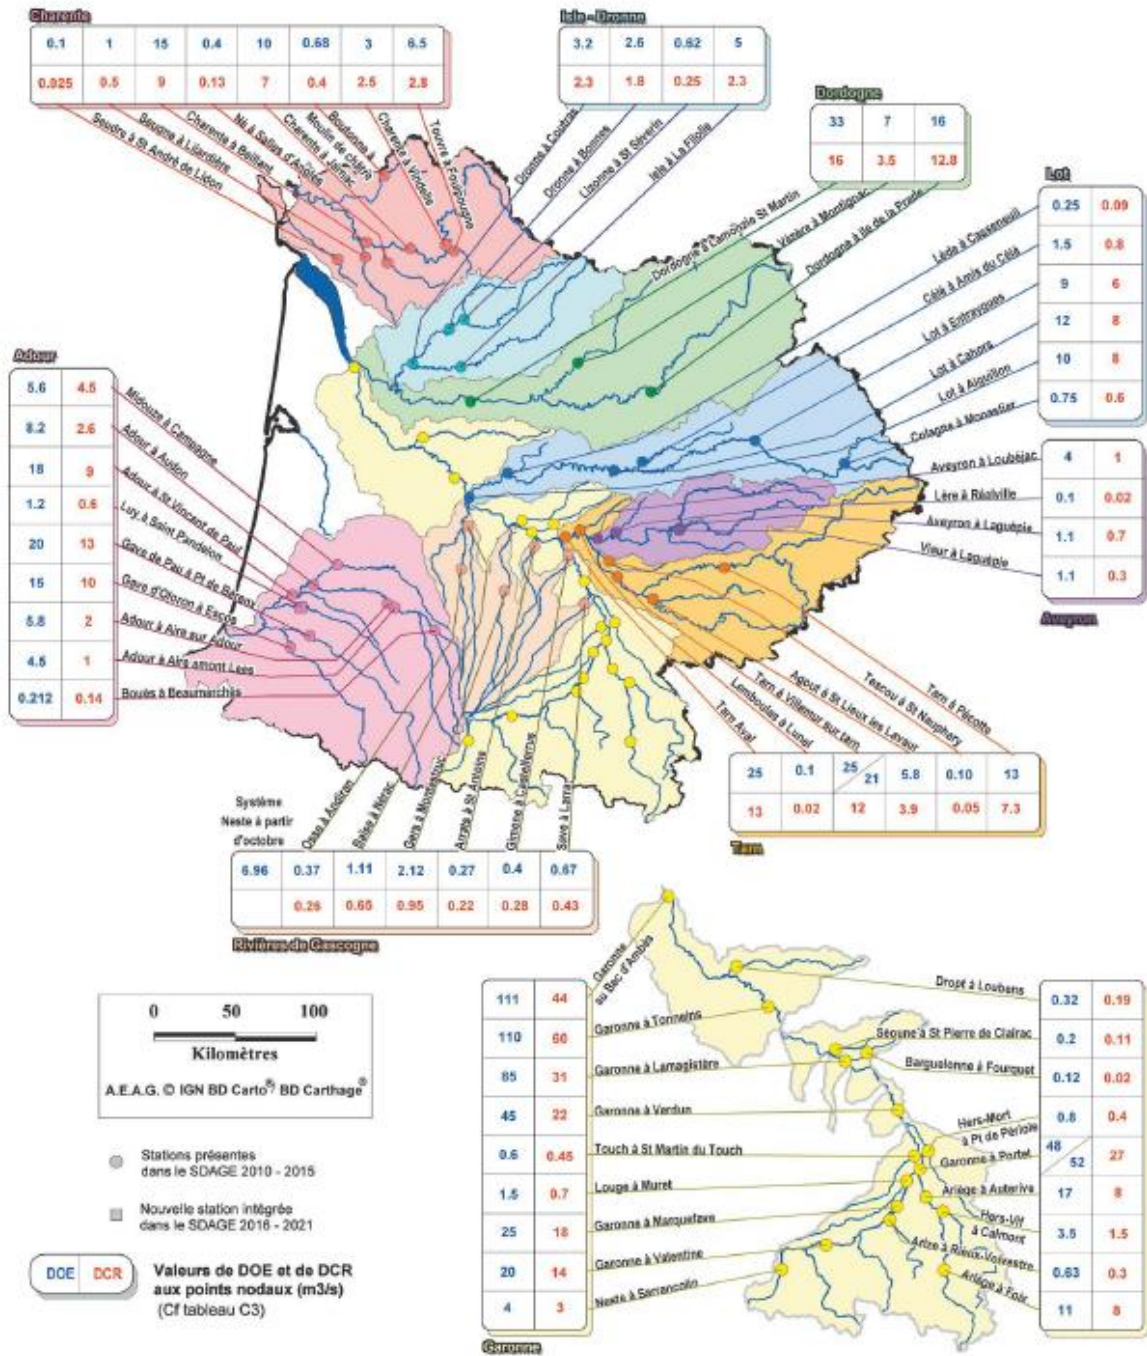 Charente
0.1 1 15 0.4 10 0.68 3 6.5
0.025 0.5 9 0.13 7 0.4 2.5 2.8
Seudre à St André de Lidon
Seugne à Lijardière
Charente à Beillant
Né à Salles d'Angles
Charente à Jarnac
Boutonne à
Moulin de châtre
Charente à Vindelle
Touvre à Foulpougne
Isle - Dronne
3.2 2.6 0.62 5
2.3 1.8 0.25 2.3
Dronne à Coutras
Dronne à Bonnes
Lizonne à St Séverin
Isle à La Filolie
Dordogne
33 7 16
16 3.5 12.8
Dordogne à Lamonzie St Martin
Vézère à Montignac
Dordogne à Ile de la Prade
Lot
0.25 0.09
1.5 0.8
9 6
12 8
10 8
0.75 0.6
Lède à Casseneuil
Célé à Amis du Célé
Lot à Entraygues
Lot à Cahors
Lot à Aiguillon
Colagne à Monastier
Adour
5.6 4.5
8.2 2.6
18 9
1.2 0.6
20 13
15 10
5.8 2
4.5 1
0.212 0.14
Midouze à Campagne
Adour à Audon
Adour à St Vincent de Paul
Luy à Saint Pandelon
Gave de Pau à Pt de Bérenx
Gave d'Oloron à Escos
Adour à Aire sur Adour
Adour à Aire amont Lees
Bouès à Beaumarchès
Aveyron à Loubéjac
Lère à Réalville
Aveyron à Laguépie
Viaur à Laguépie
4 1
0.1 0.02
1.1 0.7
1.1 0.3
Aveyron
Tarn Aval
Lemboulas à Lunel
Tarn à Villemur sur tarn
Agout à St Lieux les Lavaur
Tescou à St Nauphary
Tarn à Pécotte
25 0.1 25 21 5.8 0.10 13
13 0.02 12 3.9 0.05 7.3
Tarn
Système
Neste à partir
d'octobre
Osse à Andiran
Baïse à Nérac
Gers à Montestruc
Arrats à St Antoine
Gimone à Castelferrus
Save à Larra
6.96 0.37 1.11 2.12 0.27 0.4 0.67
0.26 0.65 0.95 0.22 0.28 0.43
Rivières de Gascogne
0 50 100
Kilomètres
A.E.A.G. © IGN BD Carto® / BD Carthage®
Stations présentes
dans le SDAGE 2010 - 2015
Nouvelle station intégrée
dans le SDAGE 2016 - 2021
DOE DCR
Valeurs de DOE et de DCR
aux points nodaux (m3/s)
(Cf tableau C3)
111 44
110 60
85 31
45 22
0.6 0.45
1.5 0.7
25 18
20 14
4 3
Garonne
Garonne
au Bec d'Ambès
Garonne à Tonneins
Garonne à Lamagistère
Garonne à Verdun
Touch à St Martin du Touch
Louge à Muret
Garonne à Marquefave
Garonne à Valentine
Neste à Sarrancolin
Dropt à Loubens
Séoune à St Pierre de Clairac
Barguelonne à Fourquet
Hers-Mort
à Pt de Périole
Garonne à Portet
Ariège à Auterive
Hers-Vif
à Calmont
Arize à Rieux-Volvestre
Ariège à Foix
0.32 0.19
0.2 0.11
0.12 0.02
0.8 0.4
48 52 27
17 8
3.5 1.5
0.63 0.3
11 8